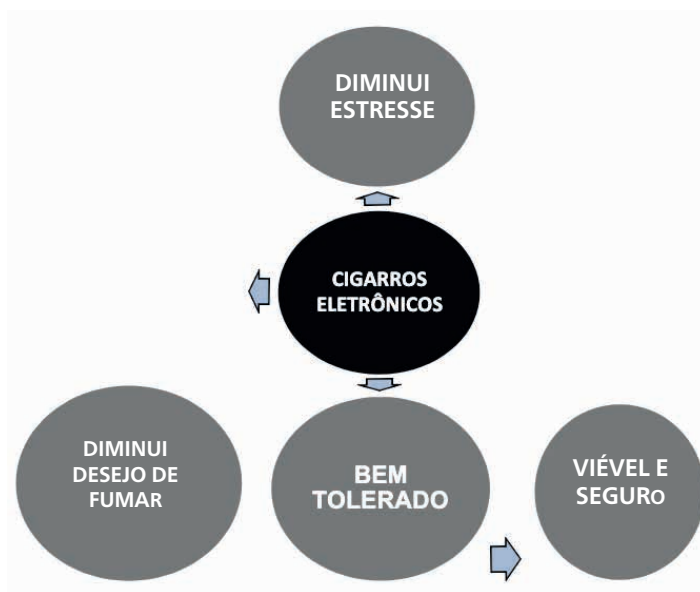 DIMINUI
ESTRESSE
CIGARROS
ELETRÔNICOS
DIMINUI
DESEJO DE
FUMAR
BEM
TOLERADO
VIÉVEL E
SEGURO